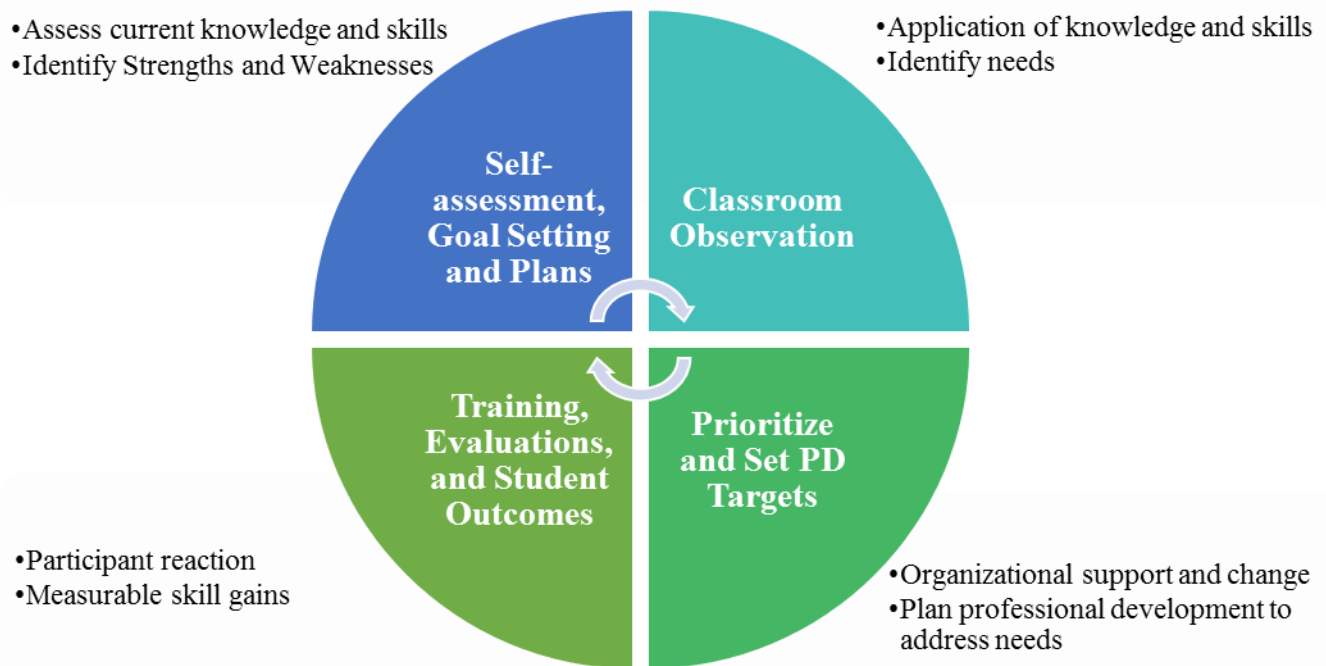 •Assess current knowledge and skills
•Identify Strengths and Weaknesses
•Application of knowledge and skills
•Identify needs
Self-
assessment,
Goal Setting
and Plans
Classroom
Observation
Training,
Evaluations,
and Student
Outcomes
Prioritize
and Set PD
Targets
•Participant reaction
•Measurable skill gains
•Organizational support and change
•Plan professional development to
address needs